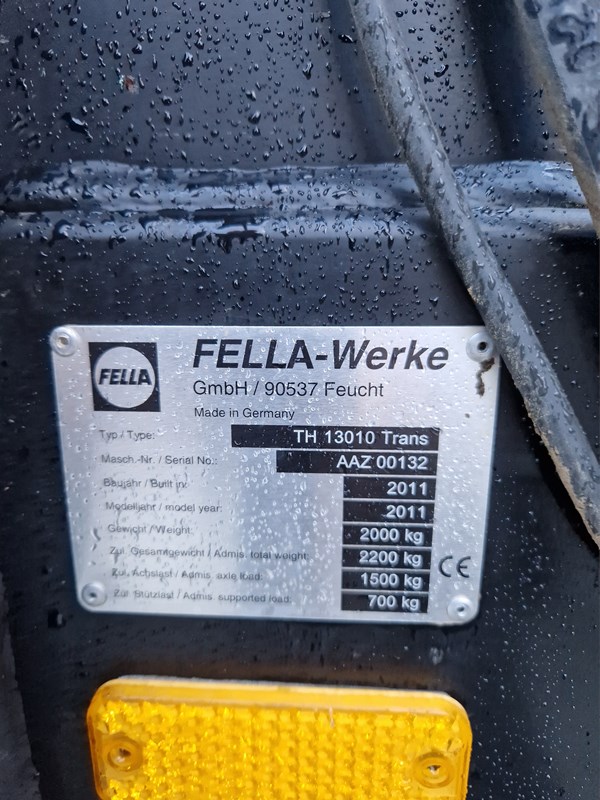 FELLA
FELLA-Werke
GmbH / 90537 Feucht
Made in Germany
Typ / Type: TH 13010 Trans
Masch.-Nr. / Serial No.: AAZ 00132
Baujahr / Built in: 2011
Modelljahr / model year: 2011
Gewicht / Weight: 2000 kg
Zul. Gesamtgewicht / Admis. total weight: 2200 kg
Zul. Achslast / Admis. axle load: 1500 kg
Zul. Stützlast / Admis. supported load: 700 kg
CE